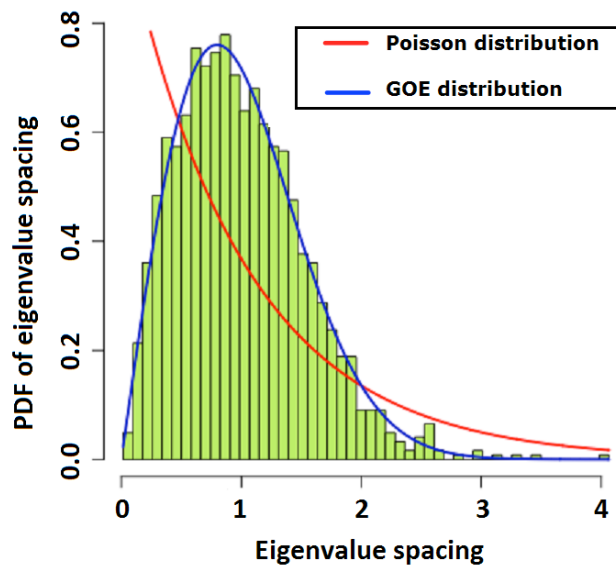 Poisson distribution
GOE distribution
PDF of eigenvalue spacing
0.8
0.6
0.4
0.2
0.0
0 1 2 3 4
Eigenvalue spacing